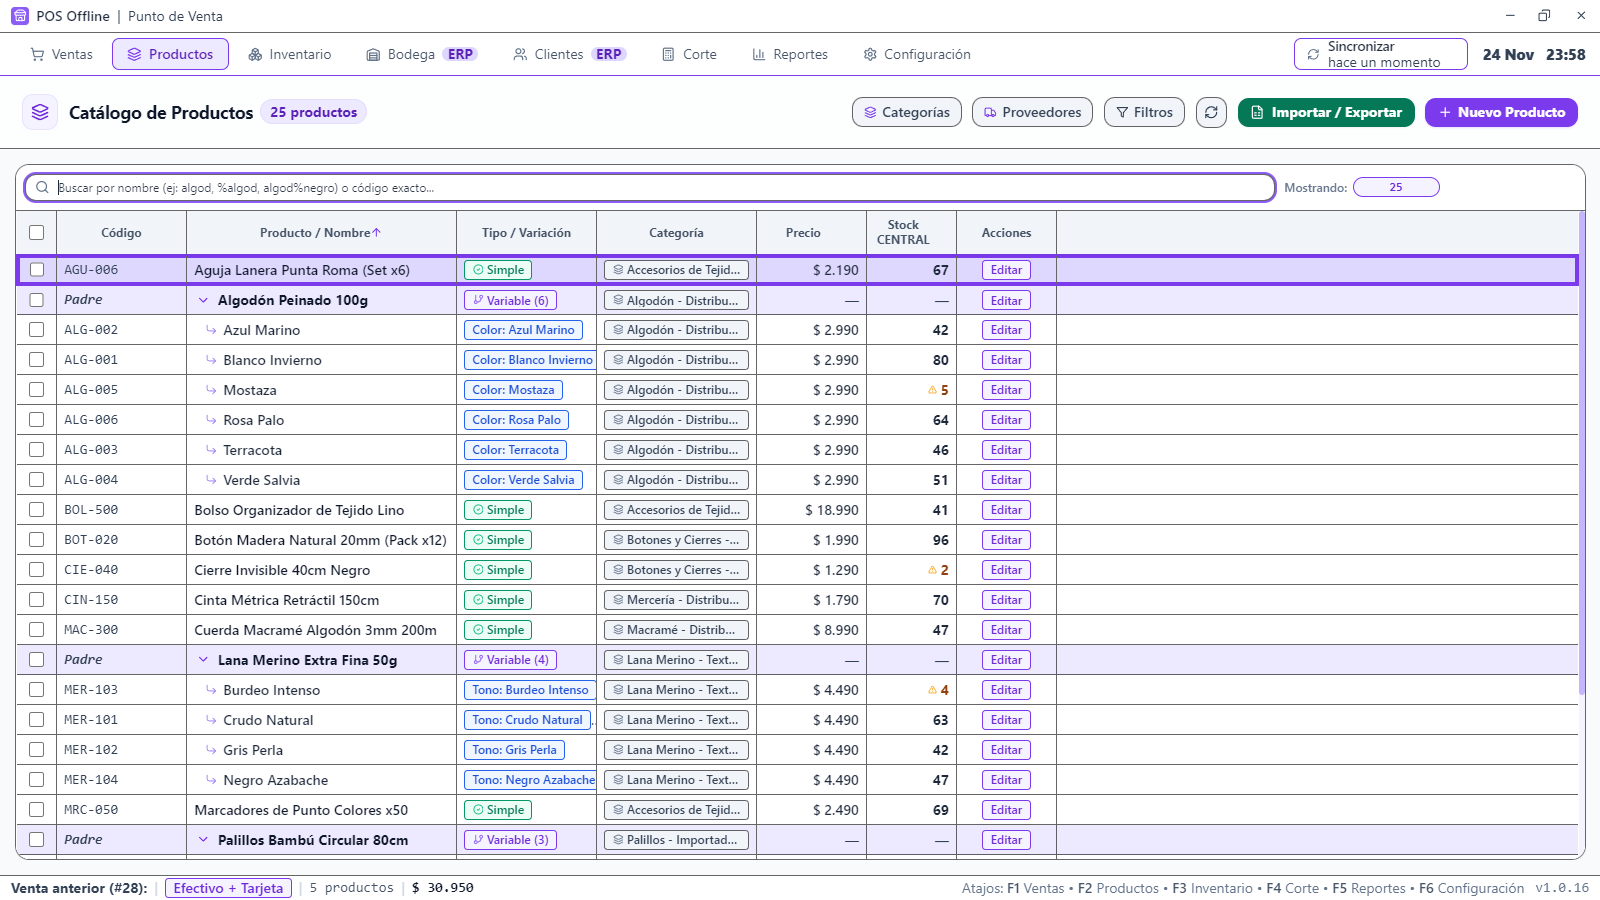 POS Offline | Punto de Venta
Ventas Productos Inventario Bodega ERP Clientes ERP Corte Reportes Configuración
Sincronizar
hace un momento
24 Nov 23:58
Catálogo de Productos 25 productos Categorías Proveedores Filtros Importar / Exportar + Nuevo Producto
Buscar por nombre (ej: algod, %algod, algod%negro) o código exacto... Mostrando: 25
Código Producto / Nombre↑ Tipo / Variación Categoría Precio Stock CENTRAL Acciones
AGU-006 Aguja Lanera Punta Roma (Set x6) Simple Accesorios de Tejid... $ 2.190 67 Editar
Padre Algodón Peinado 100g Variable (6) Algodón - Distribu... — — Editar
ALG-002 Azul Marino Color: Azul Marino Algodón - Distribu... $ 2.990 42 Editar
ALG-001 Blanco Invierno Color: Blanco Invierno Algodón - Distribu... $ 2.990 80 Editar
ALG-005 Mostaza Color: Mostaza Algodón - Distribu... $ 2.990 5 Editar
ALG-006 Rosa Palo Color: Rosa Palo Algodón - Distribu... $ 2.990 64 Editar
ALG-003 Terracota Color: Terracota Algodón - Distribu... $ 2.990 46 Editar
ALG-004 Verde Salvia Color: Verde Salvia Algodón - Distribu... $ 2.990 51 Editar
BOL-500 Bolso Organizador de Tejido Lino Simple Accesorios de Tejid... $ 18.990 41 Editar
BOT-020 Botón Madera Natural 20mm (Pack x12) Simple Botones y Cierres -... $ 1.990 96 Editar
CIE-040 Cierre Invisible 40cm Negro Simple Botones y Cierres -... $ 1.290 2 Editar
CIN-150 Cinta Métrica Retráctil 150cm Simple Mercería - Distribu... $ 1.790 70 Editar
MAC-300 Cuerda Macramé Algodón 3mm 200m Simple Macramé - Distrib... $ 8.990 47 Editar
Padre Lana Merino Extra Fina 50g Variable (4) Lana Merino - Text... — — Editar
MER-103 Burdeo Intenso Tono: Burdeo Intenso Lana Merino - Text... $ 4.490 4 Editar
MER-101 Crudo Natural Tono: Crudo Natural Lana Merino - Text... $ 4.490 63 Editar
MER-102 Gris Perla Tono: Gris Perla Lana Merino - Text... $ 4.490 42 Editar
MER-104 Negro Azabache Tono: Negro Azabache Lana Merino - Text... $ 4.490 47 Editar
MRC-050 Marcadores de Punto Colores x50 Simple Accesorios de Tejid... $ 2.490 69 Editar
Padre Palillos Bambú Circular 80cm Variable (3) Palillos - Importad... — — Editar
Venta anterior (#28): | Efectivo + Tarjeta | 5 productos | $ 30.950 Atajos: F1 Ventas • F2 Productos • F3 Inventario • F4 Corte • F5 Reportes • F6 Configuración v1.0.16